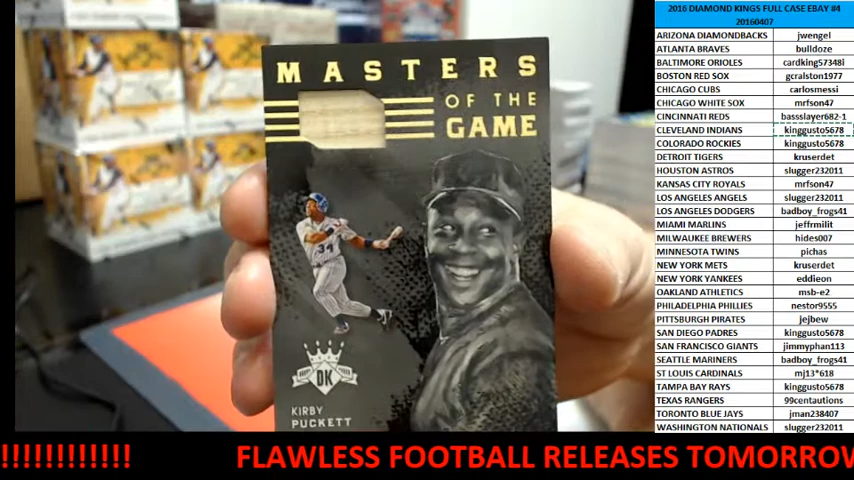 MASTERS
OF THE
GAME
34
DK
KIRBY
PUCKETT
2016 DIAMOND KINGS FULL CASE EBAY #4
20160407
ARIZONA DIAMONDBACKS jwengel
ATLANTA BRAVES bulldoze
BALTIMORE ORIOLES cardking57348i
BOSTON RED SOX gcralston1977
CHICAGO CUBS carlosmessi
CHICAGO WHITE SOX mrfson47
CINCINNATI REDS bassslayer682-1
CLEVELAND INDIANS kinggusto5678
COLORADO ROCKIES kinggusto5678
DETROIT TIGERS kruserdet
HOUSTON ASTROS slugger232011
KANSAS CITY ROYALS mrfson47
LOS ANGELES ANGELS slugger232011
LOS ANGELES DODGERS badboy_frogs41
MIAMI MARLINS jeffrmilit
MILWAUKEE BREWERS hides007
MINNESOTA TWINS pichas
NEW YORK METS kruserdet
NEW YORK YANKEES eddieon
OAKLAND ATHLETICS msb-e2
PHILADELPHIA PHILLIES nestor9555
PITTSBURGH PIRATES jejbew
SAN DIEGO PADRES kinggusto5678
SAN FRANCISCO GIANTS jimmyphan113
SEATTLE MARINERS badboy_frogs41
ST LOUIS CARDINALS mj13*618
TAMPA BAY RAYS kinggusto5678
TEXAS RANGERS 99centautions
TORONTO BLUE JAYS jman238407
WASHINGTON NATIONALS slugger232011
!!!!!!!!!!!! FLAWLESS FOOTBALL RELEASES TOMORROW